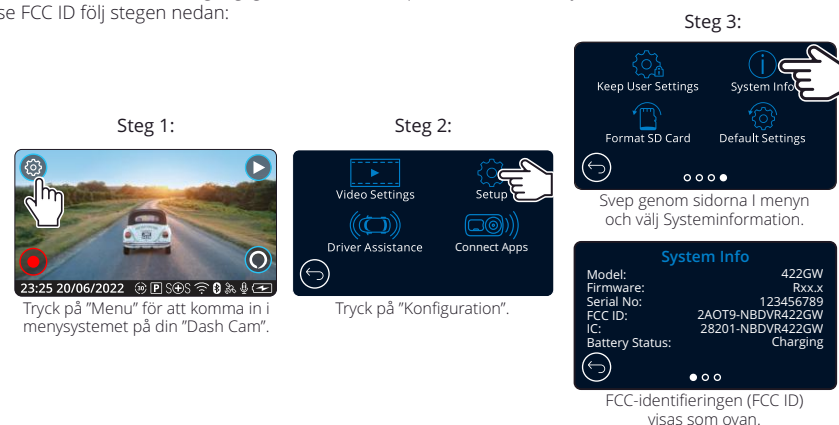 se FCC ID följ stegen nedan:
Steg 1:
23:25 20/06/2022 3D P SOS
Tryck på ”Menu” för att komma in i
menysystemet på din ”Dash Cam”.
Steg 2:
Video Settings
Setup
Driver Assistance
Connect Apps
Tryck på ”Konfiguration”.
Steg 3:
Keep User Settings
System Info
Format SD Card
Default Settings
Svep genom sidorna I menyn
och välj Systeminformation.
System Info
Model: 422GW
Firmware: Rxx.x
Serial No: 123456789
FCC ID: 2AOT9-NBDVR422GW
IC: 28201-NBDVR422GW
Battery Status: Charging
FCC-identifieringen (FCC ID)
visas som ovan.